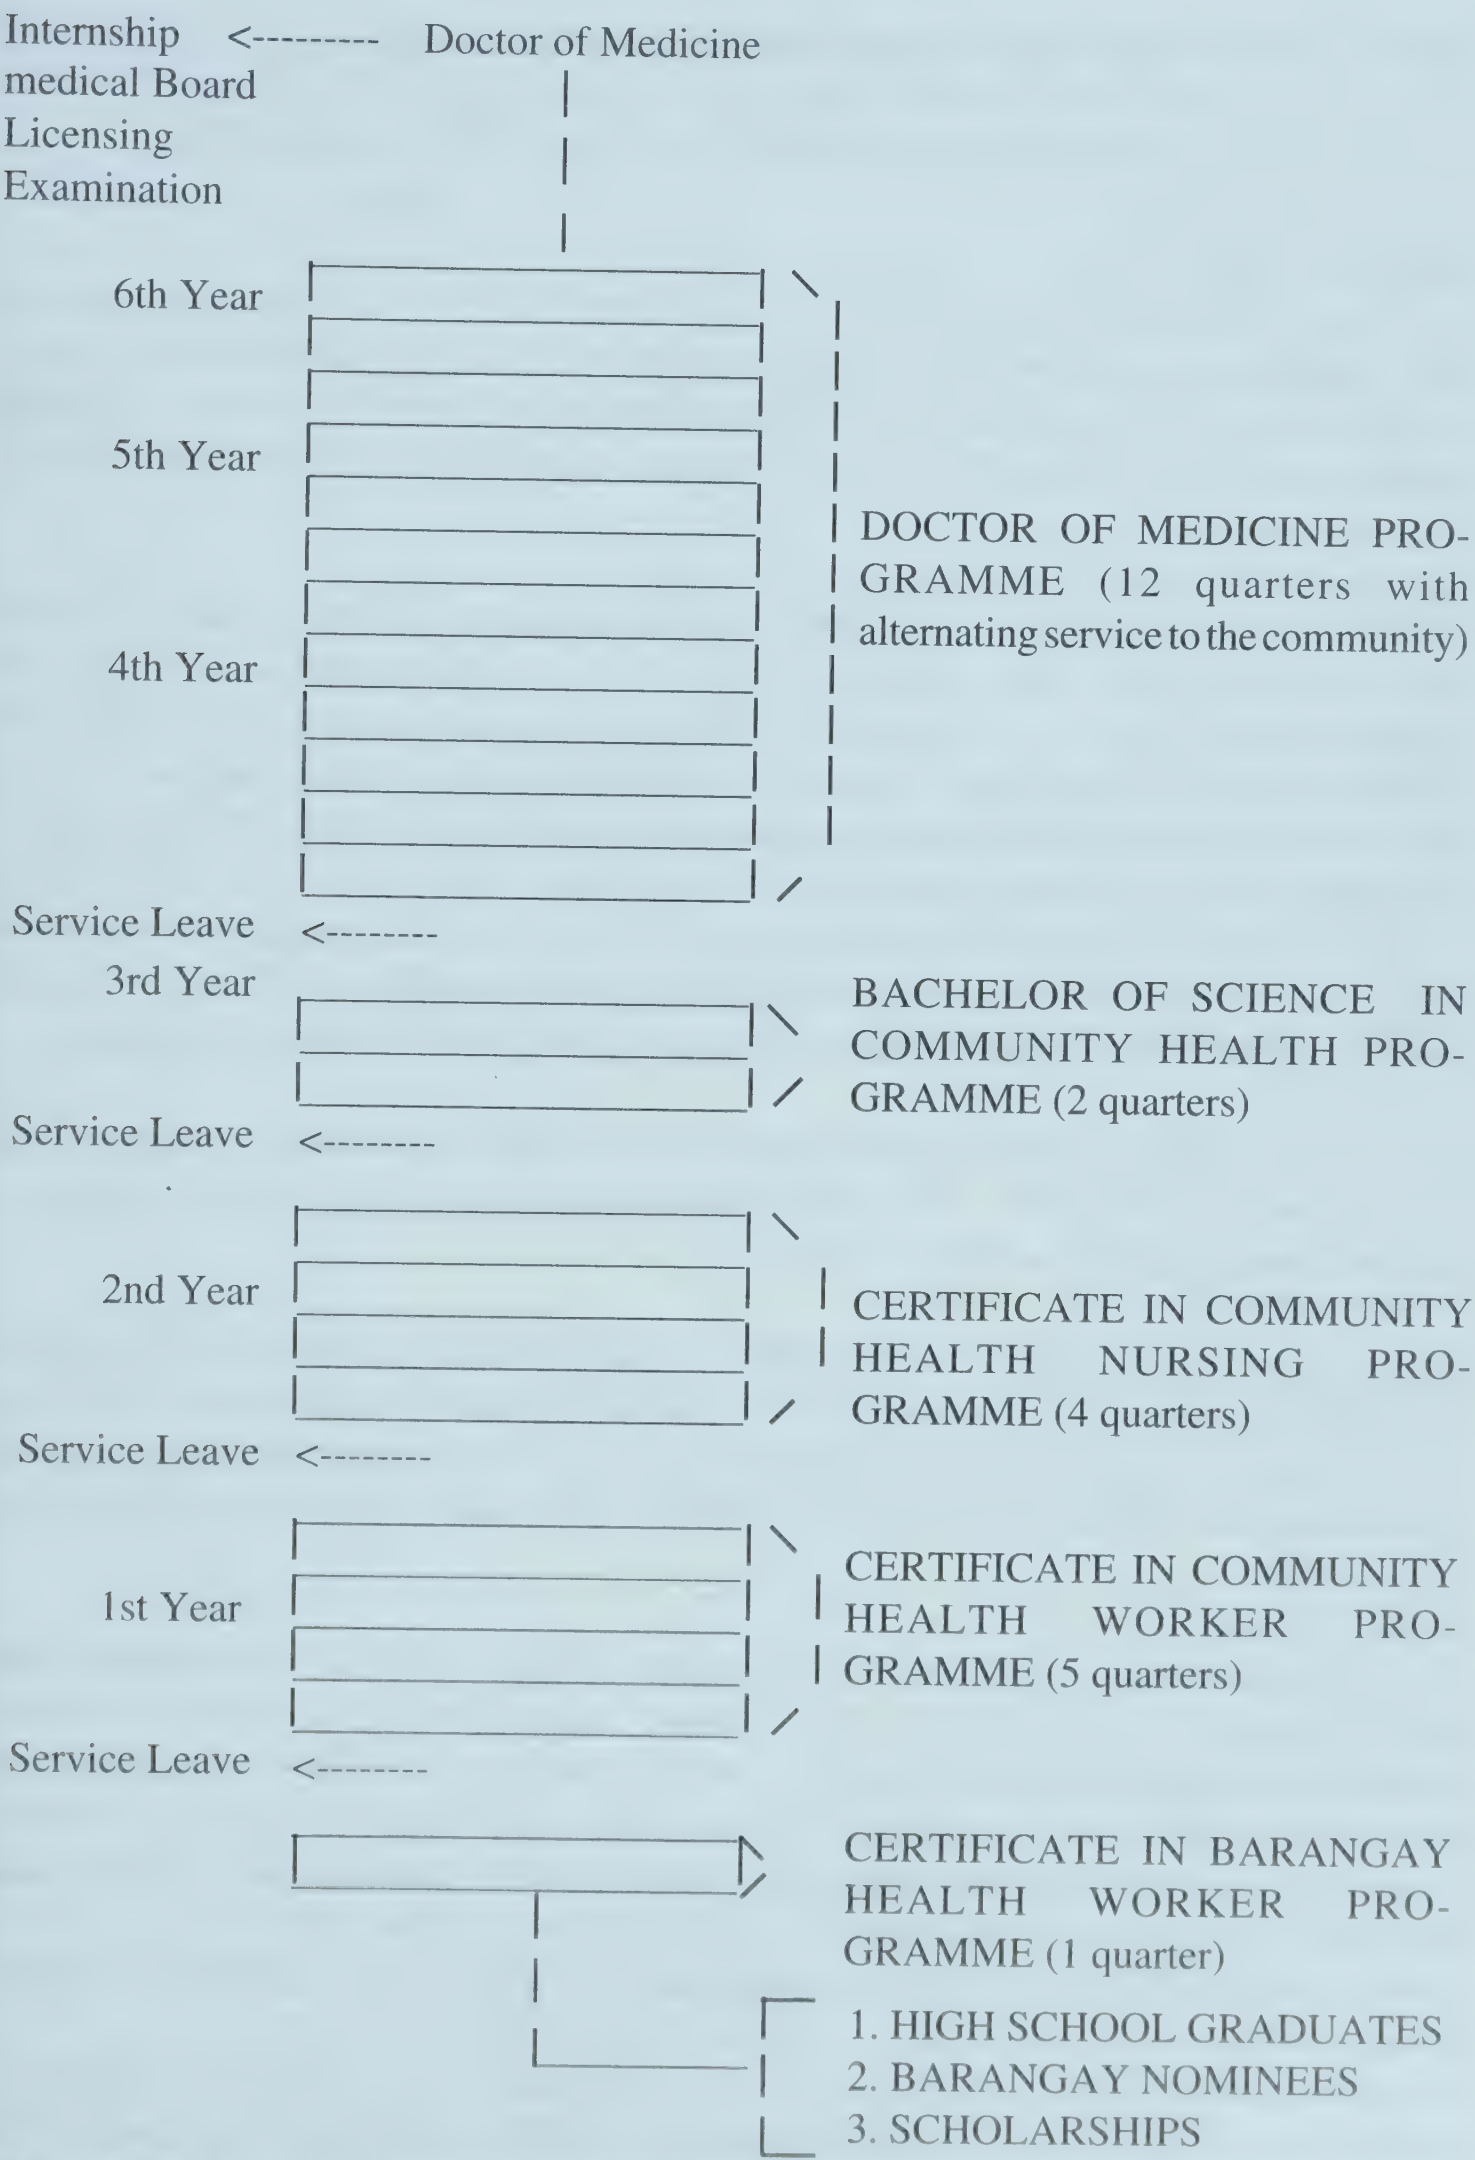 Internship <--------- Doctor of Medicine
medical Board
Licensing
Examination
6th Year
5th Year
DOCTOR OF MEDICINE PRO-
GRAMME (12 quarters with
alternating service to the community)
4th Year
Service Leave <--------
3rd Year
BACHELOR OF SCIENCE IN
COMMUNITY HEALTH PRO-
GRAMME (2 quarters)
Service Leave <--------
2nd Year
CERTIFICATE IN COMMUNITY
HEALTH NURSING PRO-
GRAMME (4 quarters)
Service Leave <--------
1st Year
CERTIFICATE IN COMMUNITY
HEALTH WORKER PRO-
GRAMME (5 quarters)
Service Leave <--------
CERTIFICATE IN BARANGAY
HEALTH WORKER PRO-
GRAMME (1 quarter)
1. HIGH SCHOOL GRADUATES
2. BARANGAY NOMINEES
3. SCHOLARSHIPS